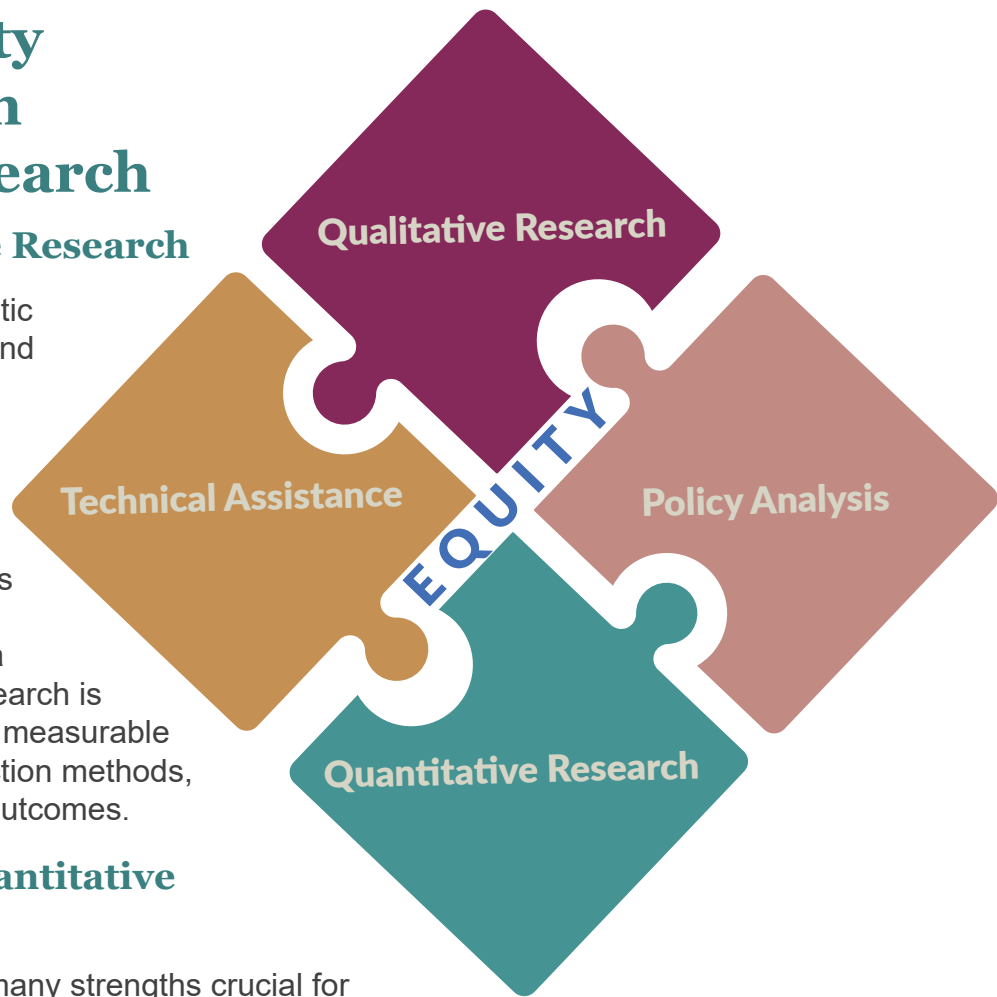 ty
n
earch
e Research
tic
nd
s
a
earch is
measurable
ction methods,
utcomes.
antitative
many strengths crucial for
Qualitative Research
Technical Assistance
EQUITY
Policy Analysis
Quantitative Research